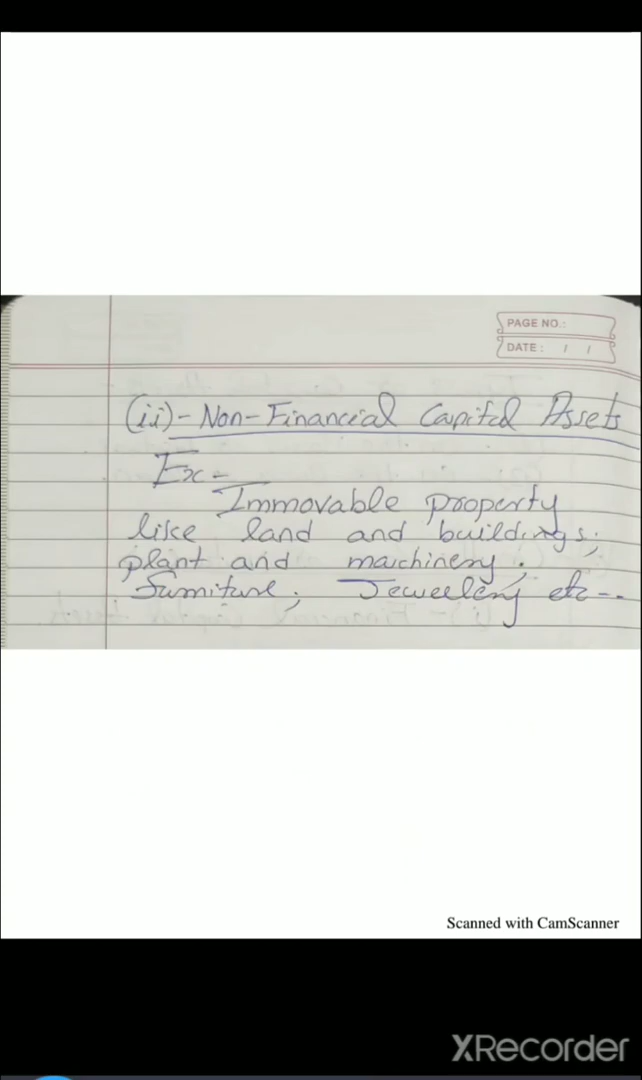 PAGE NO.:
DATE : / /
(ii)- Non-Financial Capital Assets
Ex-
Immovable property
like land and buildings,
plant and machinery,
furniture, Jewellery etc--
Scanned with CamScanner
XRecorder